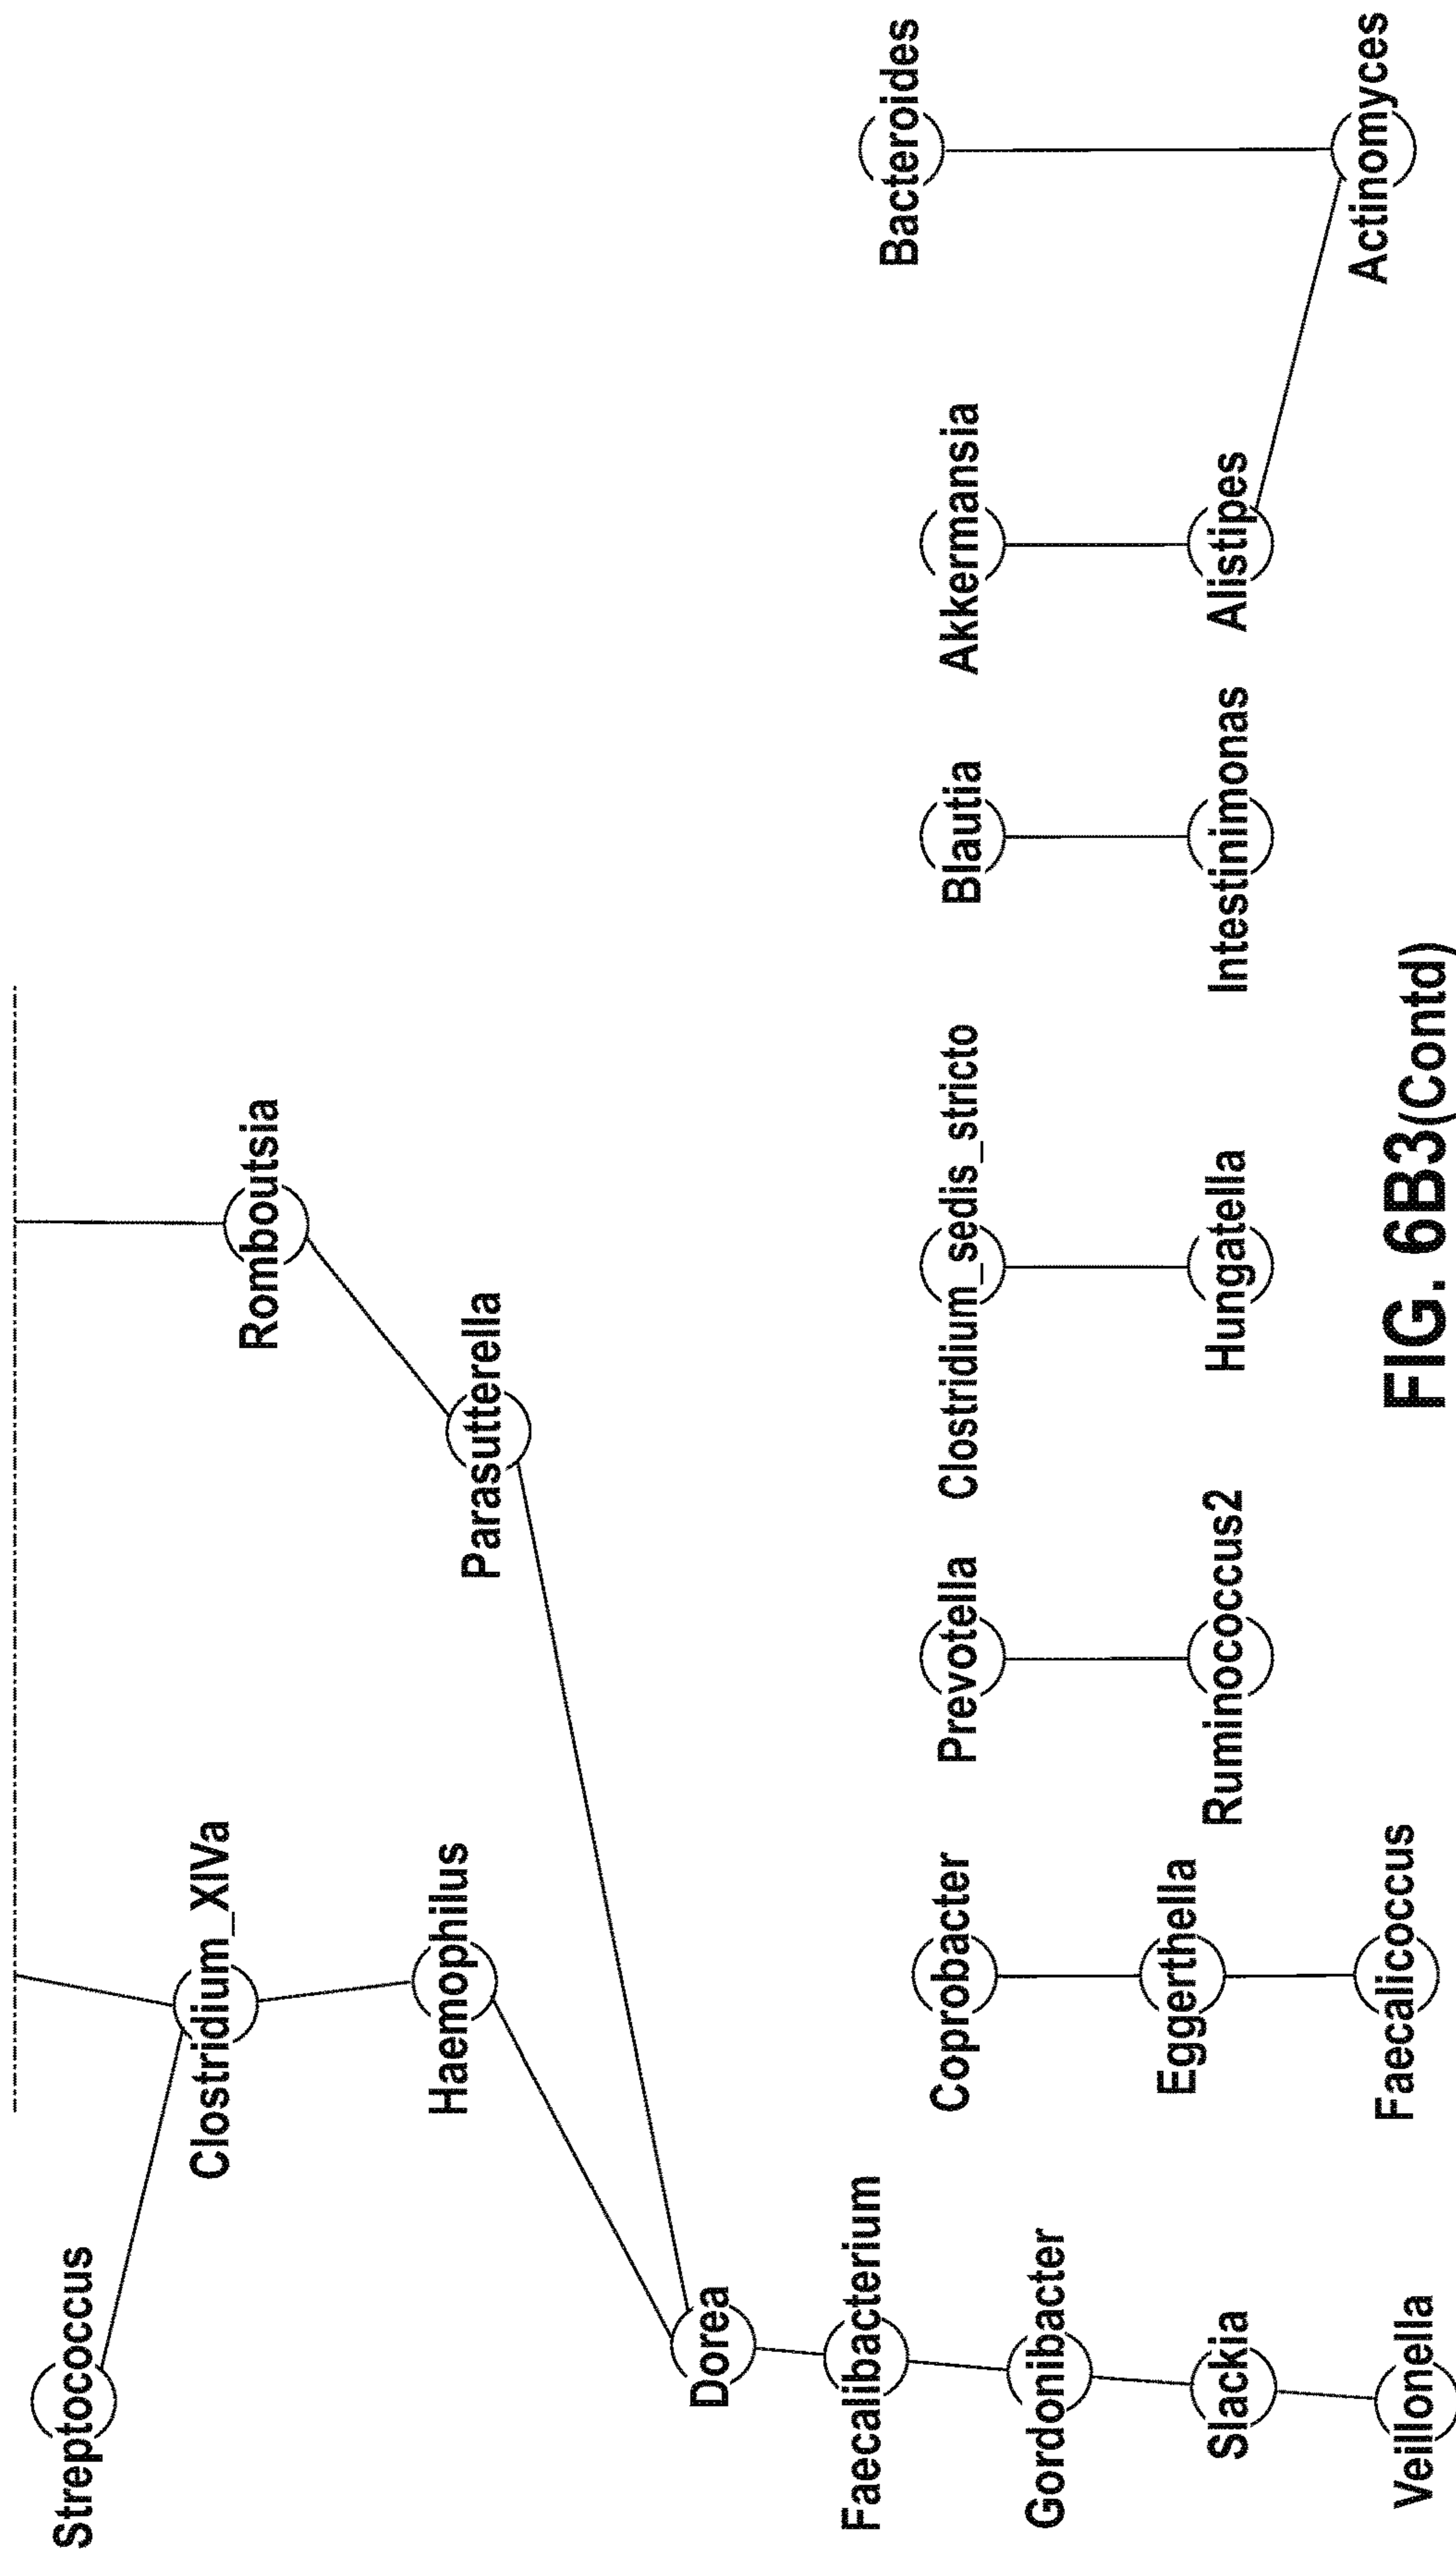 Streptococcus
Clostridium_XIVa
Romboutsia
Haemophilus
Parasutterella
Dorea
Faecalibacterium
Gordonibacter
Slackia
Veillonella
Coprobacter
Eggerthella
Faecalicoccus
Prevotella
Ruminococcus2
Clostridium_sedis_stricto
Hungatella
Blautia
Intestinimonas
Akkermansia
Alistipes
Bacteroides
Actinomyces
FIG. 6B3(Contd)